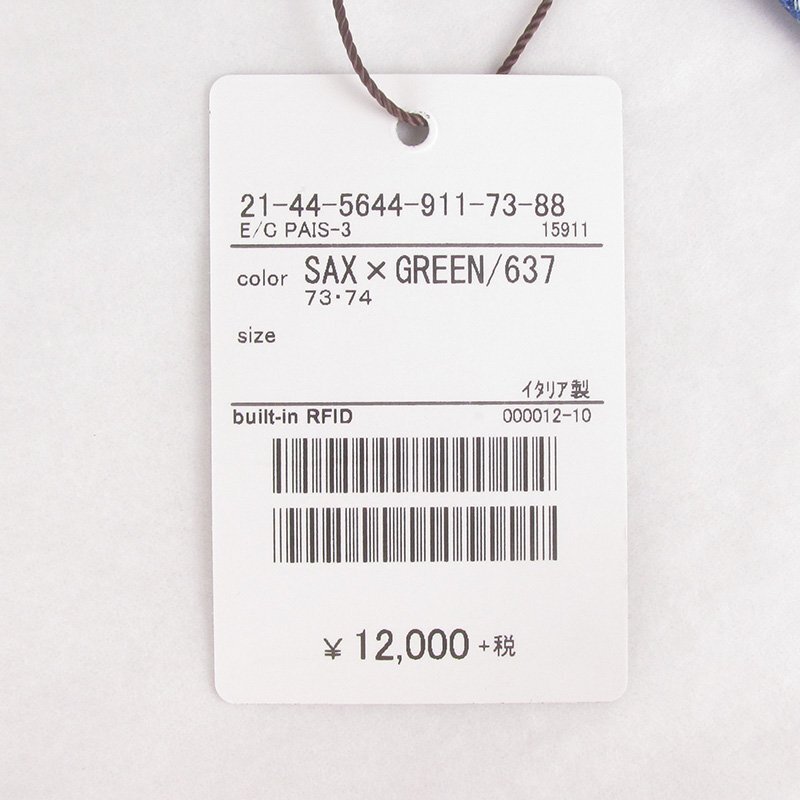 21-44-5644-911-73-88
E/C PAIS-3 15911
color SAX × GREEN/637
73・74
size
イタリア製
built-in RFID 000012-10
¥ 12,000 +税